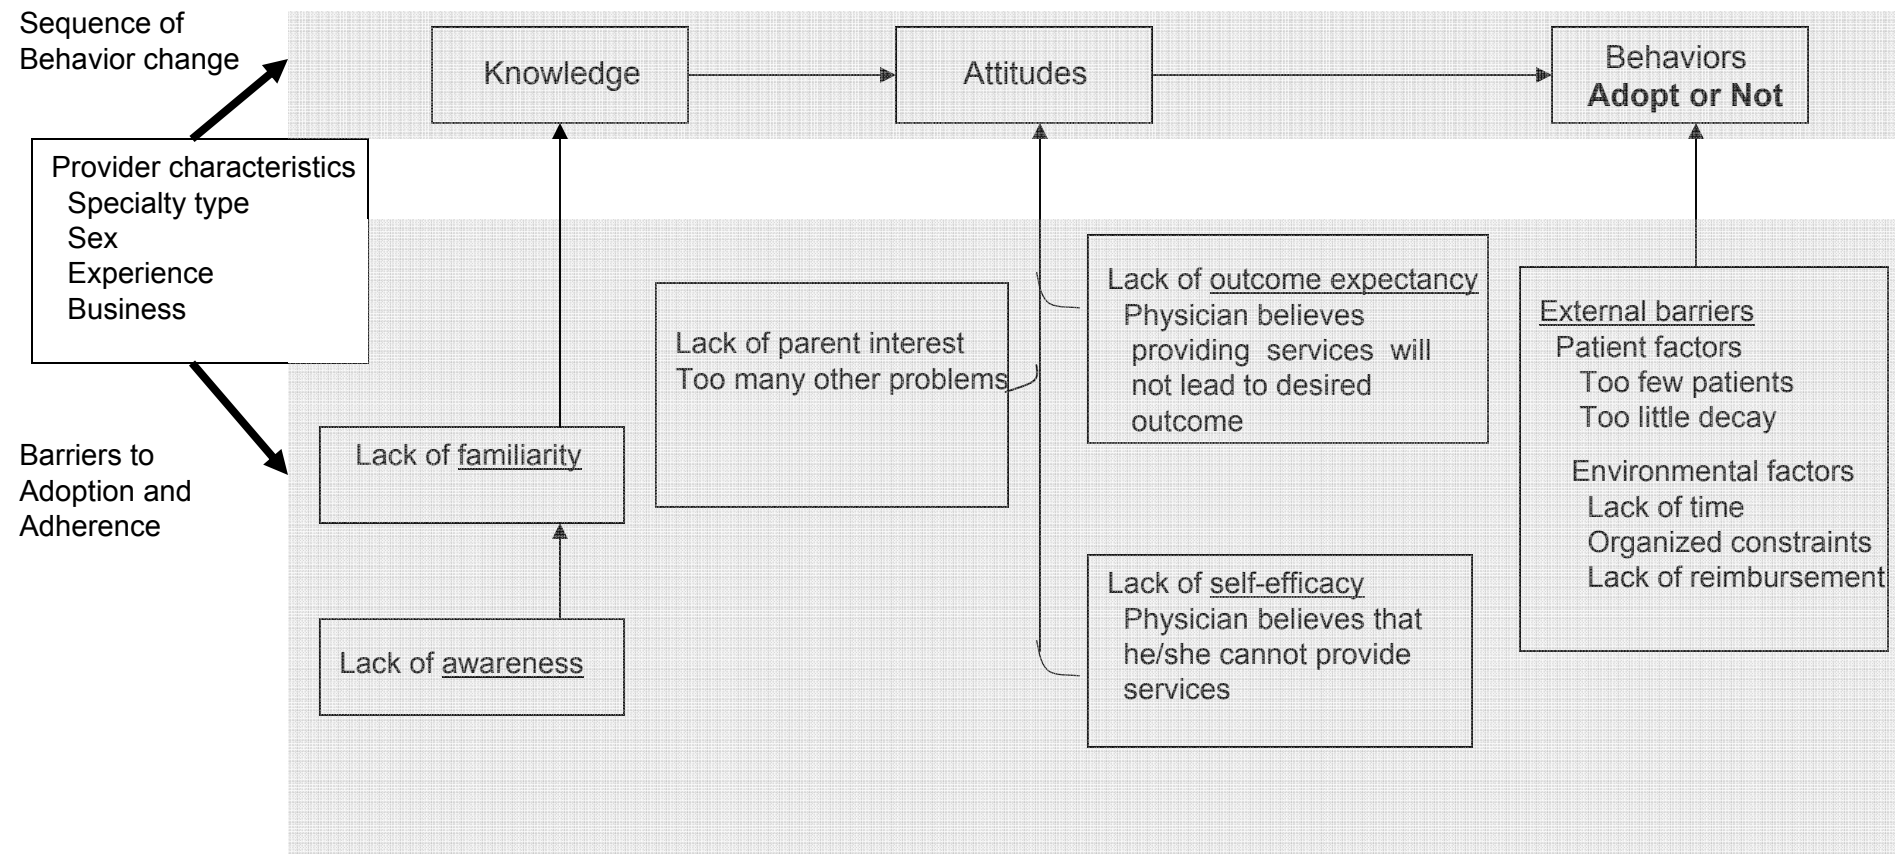 Sequence of
Behavior change
Knowledge
Attitudes
Behaviors
Adopt or Not
Provider characteristics
Specialty type
Sex
Experience
Business
Barriers to
Adoption and
Adherence
Lack of familiarity
Lack of awareness
Lack of parent interest
Too many other problems
Lack of outcome expectancy
Physician believes
providing services will
not lead to desired
outcome
Lack of self-efficacy
Physician believes that
he/she cannot provide
services
External barriers
Patient factors
Too few patients
Too little decay
Environmental factors
Lack of time
Organized constraints
Lack of reimbursement